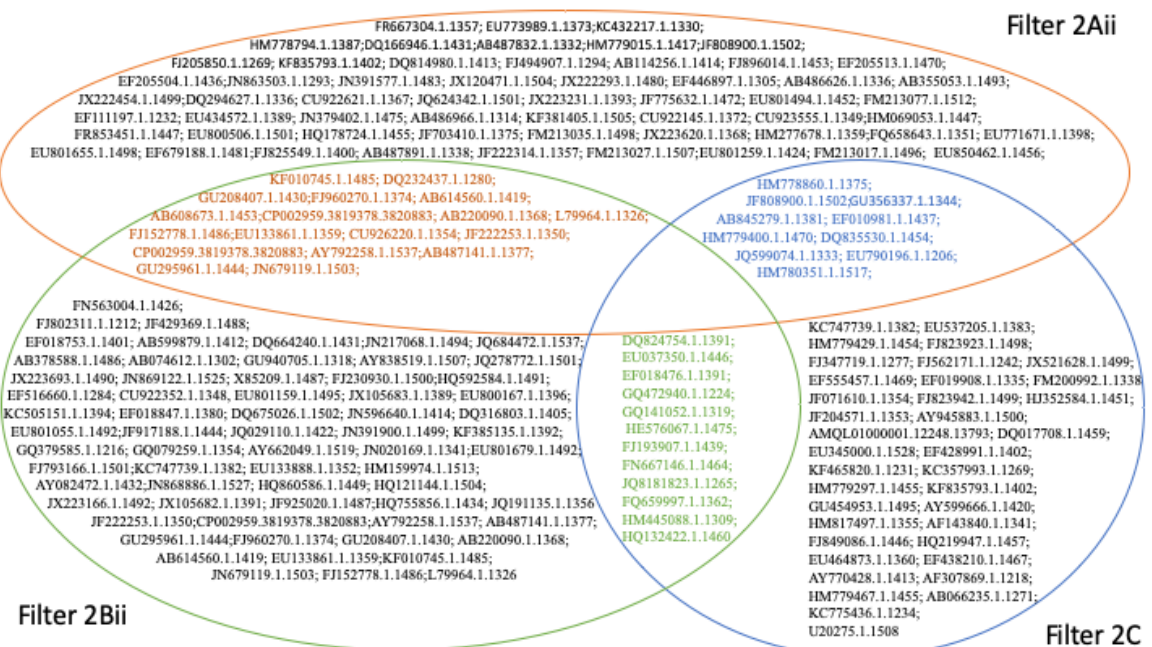 Filter 2Aii
FR667304.1.1357; EU773989.1.1373;KC432217.1.1330;
HM778794.1.1387;DQ166946.1.1431;AB487832.1.1332;HM779015.1.1417;JF808900.1.1502;
FJ205850.1.1269; KF835793.1.1402; DQ814980.1.1413; FJ494907.1.1294; AB114256.1.1414; FJ896014.1.1453; EF205513.1.1470;
EF205504.1.1436;JN863503.1.1293; JN391577.1.1483; JX120471.1.1504; JX222293.1.1480; EF446897.1.1305; AB486626.1.1336; AB355053.1.1493;
JX222454.1.1499;DQ294627.1.1336; CU922621.1.1367; JQ624342.1.1501; JX223231.1.1393; JF775632.1.1472; EU801494.1.1452; FM213077.1.1512;
EF111197.1.1232; EU434572.1.1389; JN379402.1.1475; AB486966.1.1314; KF381405.1.1505; CU922145.1.1372; CU923555.1.1349;HM069053.1.1447;
FR853451.1.1447; EU800506.1.1501; HQ178724.1.1455; JF703410.1.1375; FM213035.1.1498; JX223620.1.1368; HM277678.1.1359;FQ658643.1.1351; EU771671.1.1398;
EU801655.1.1498; EF679188.1.1481;FJ825549.1.1400; AB487891.1.1338; JF222314.1.1357; FM213027.1.1507;EU801259.1.1424; FM213017.1.1496; EU850462.1.1456;
KF010745.1.1485; DQ232437.1.1280;
GU208407.1.1430;FJ960270.1.1374; AB614560.1.1419;
AB608673.1.1453;CP002959.3819378.3820883; AB220090.1.1368; L79964.1.1326;
FJ152778.1.1486;EU133861.1.1359; CU926220.1.1354; JF222253.1.1350;
CP002959.3819378.3820883; AY792258.1.1537;AB487141.1.1377;
GU295961.1.1444; JN679119.1.1503;
HM778860.1.1375;
JF808900.1.1502;GU356337.1.1344;
AB845279.1.1381; EF010981.1.1437;
HM779400.1.1470; DQ835530.1.1454;
JQ599074.1.1333; EU790196.1.1206;
HM780351.1.1517;
FN563004.1.1426;
FJ802311.1.1212; JF429369.1.1488;
EF018753.1.1401; AB599879.1.1412; DQ664240.1.1431;JN217068.1.1494; JQ684472.1.1537;
AB378588.1.1486; AB074612.1.1302; GU940705.1.1318; AY838519.1.1507; JQ278772.1.1501;
JX223693.1.1490; JN869122.1.1525; X85209.1.1487; FJ230930.1.1500;HQ592584.1.1491;
EF516660.1.1284; CU922352.1.1348, EU801159.1.1495; JX105683.1.1389; EU800167.1.1396;
KC505151.1.1394; EF018847.1.1380; DQ675026.1.1502; JN596640.1.1414; DQ316803.1.1405;
EU801055.1.1492;JF917188.1.1444; JQ029110.1.1422; JN391900.1.1499; KF385135.1.1392;
GQ379585.1.1216; GQ079259.1.1354; AY662049.1.1519; JN020169.1.1341;EU801679.1.1492;
FJ793166.1.1501;KC747739.1.1382; EU133888.1.1352; HM159974.1.1513;
AY082472.1.1432;JN868886.1.1527; HQ860586.1.1449; HQ121144.1.1504;
JX223166.1.1492; JX105682.1.1391; JF925020.1.1487;HQ755856.1.1434; JQ191135.1.1356
JF222253.1.1350;CP002959.3819378.3820883;AY792258.1.1537; AB487141.1.1377;
GU295961.1.1444;FJ960270.1.1374; GU208407.1.1430; AB220090.1.1368;
AB614560.1.1419; EU133861.1.1359;KF010745.1.1485;
JN679119.1.1503; FJ152778.1.1486;L79964.1.1326
DQ824754.1.1391;
EU037350.1.1446;
EF018476.1.1391;
GQ472940.1.1224;
GQ141052.1.1319;
HE576067.1.1475;
FJ193907.1.1439;
FN667146.1.1464;
JQ8181823.1.1265;
FQ659997.1.1362;
HM445088.1.1309;
HQ132422.1.1460
KC747739.1.1382; EU537205.1.1383;
HM779429.1.1454; FJ823923.1.1498;
FJ347719.1.1277; FJ562171.1.1242; JX521628.1.1499;
EF555457.1.1469; EF019908.1.1335; FM200992.1.1338
JF071610.1.1354; FJ823942.1.1499; HJ352584.1.1451;
JF204571.1.1353; AY945883.1.1500;
AMQL01000001.12248.13793; DQ017708.1.1459;
EU345000.1.1528; EF428991.1.1402;
KF465820.1.1231; KC357993.1.1269;
HM779297.1.1455; KF835793.1.1402;
GU454953.1.1495; AY599666.1.1420;
HM817497.1.1355; AF143840.1.1341;
FJ849086.1.1446; HQ219947.1.1457;
EU464873.1.1360; EF438210.1.1467;
AY770428.1.1413; AF307869.1.1218;
HM779467.1.1455; AB066235.1.1271;
KC775436.1.1234;
U20275.1.1508
Filter 2Bii
Filter 2C